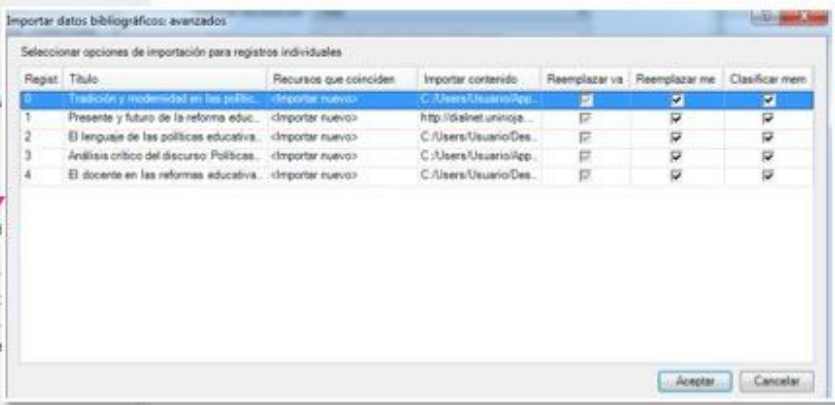 Importar datos bibliográficos: avanzados
Seleccionar opciones de importación para registros individuales
Regist Título Recursos que coinciden Importar contenido Reemplazar va Reemplazar me Clasificar mem
0 Tradición y modernidad en las polític... <Importar nuevo> C:/Users/Usuario/App...
1 Presente y futuro de la reforma educ... <Importar nuevo> http://dialnet.unirioja...
2 El lenguaje de las políticas educativa... <Importar nuevo> C:/Users/Usuario/Des...
3 Análisis crítico del discurso: Políticas... <Importar nuevo> C:/Users/Usuario/App...
4 El docente en las reformas educativa... <Importar nuevo> C:/Users/Usuario/Des...
Aceptar Cancelar